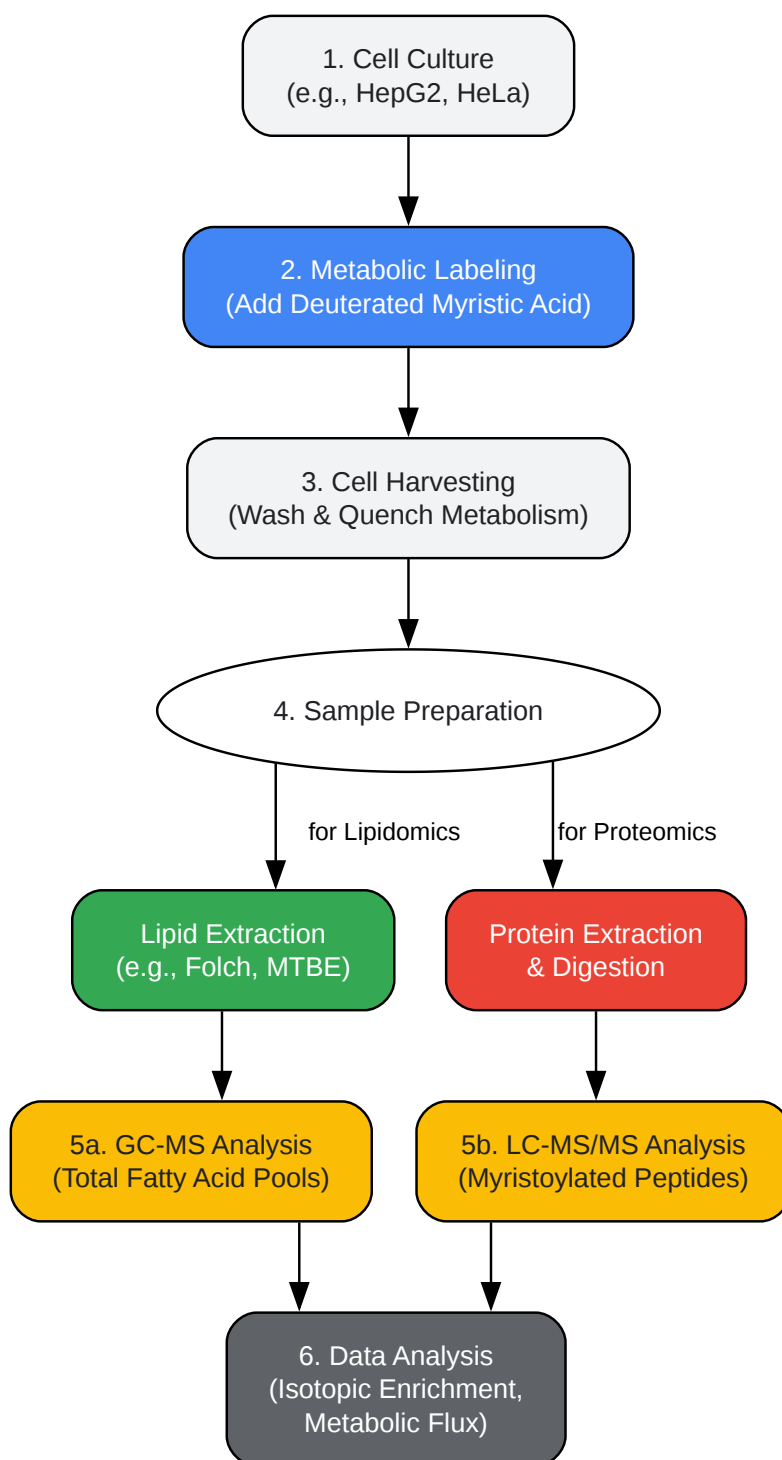 1. Cell Culture
(e.g., HepG2, HeLa)
2. Metabolic Labeling
(Add Deuterated Myristic Acid)
3. Cell Harvesting
(Wash & Quench Metabolism)
4. Sample Preparation
for Lipidomics
for Proteomics
Lipid Extraction
(e.g., Folch, MTBE)
Protein Extraction
& Digestion
5a. GC-MS Analysis
(Total Fatty Acid Pools)
5b. LC-MS/MS Analysis
(Myristoylated Peptides)
6. Data Analysis
(Isotopic Enrichment,
Metabolic Flux)